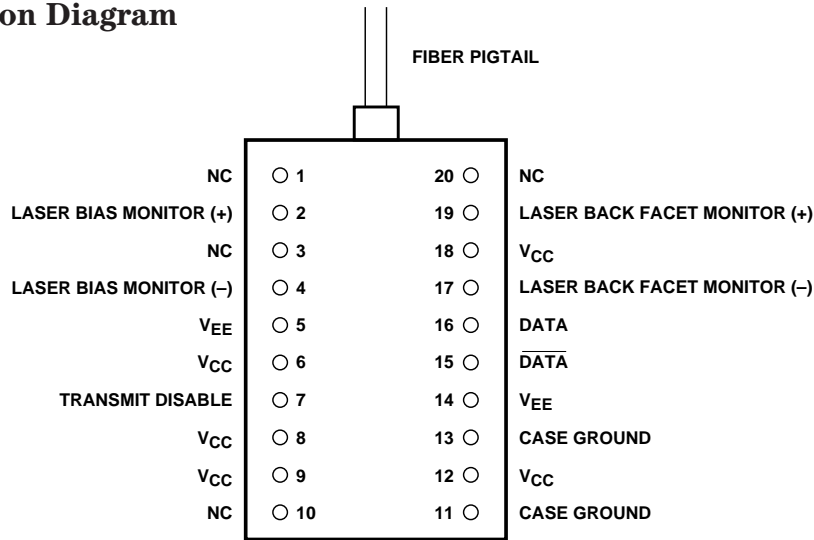 on Diagram
FIBER PIGTAIL
NC 1 20 NC
LASER BIAS MONITOR (+) 2 19 LASER BACK FACET MONITOR (+)
NC 3 18 VCC
LASER BIAS MONITOR (–) 4 17 LASER BACK FACET MONITOR (–)
VEE 5 16 DATA
VCC 6 15 D̅A̅T̅A̅
TRANSMIT DISABLE 7 14 VEE
VCC 8 13 CASE GROUND
VCC 9 12 VCC
NC 10 11 CASE GROUND